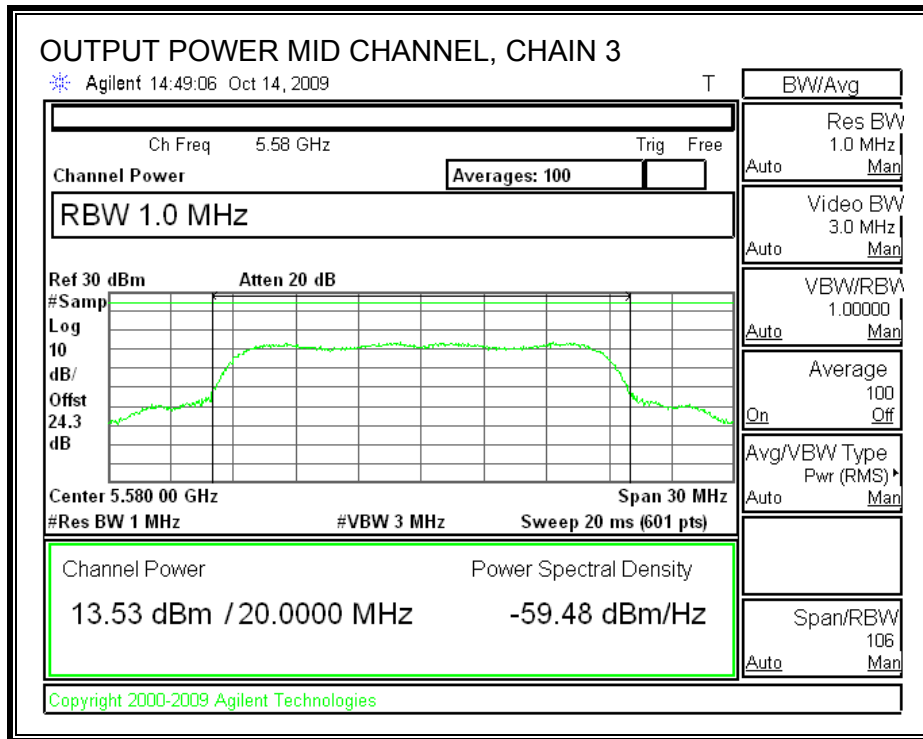 OUTPUT POWER MID CHANNEL, CHAIN 3
Agilent 14:49:06 Oct 14, 2009 T
Ch Freq 5.58 GHz Trig Free
Channel Power Averages: 100
RBW 1.0 MHz
Ref 30 dBm Atten 20 dB
#Samp
Log
10
dB/
Offst
24.3
dB
Center 5.580 00 GHz Span 30 MHz
#Res BW 1 MHz #VBW 3 MHz Sweep 20 ms (601 pts)
Channel Power Power Spectral Density
13.53 dBm / 20.0000 MHz -59.48 dBm/Hz
Copyright 2000-2009 Agilent Technologies
BW/Avg
Res BW
1.0 MHz
Auto Man
Video BW
3.0 MHz
Auto Man
VBW/RBW
1.00000
Auto Man
Average
100
On Off
Avg/VBW Type
Pwr (RMS)
Auto Man
Span/RBW
106
Auto Man